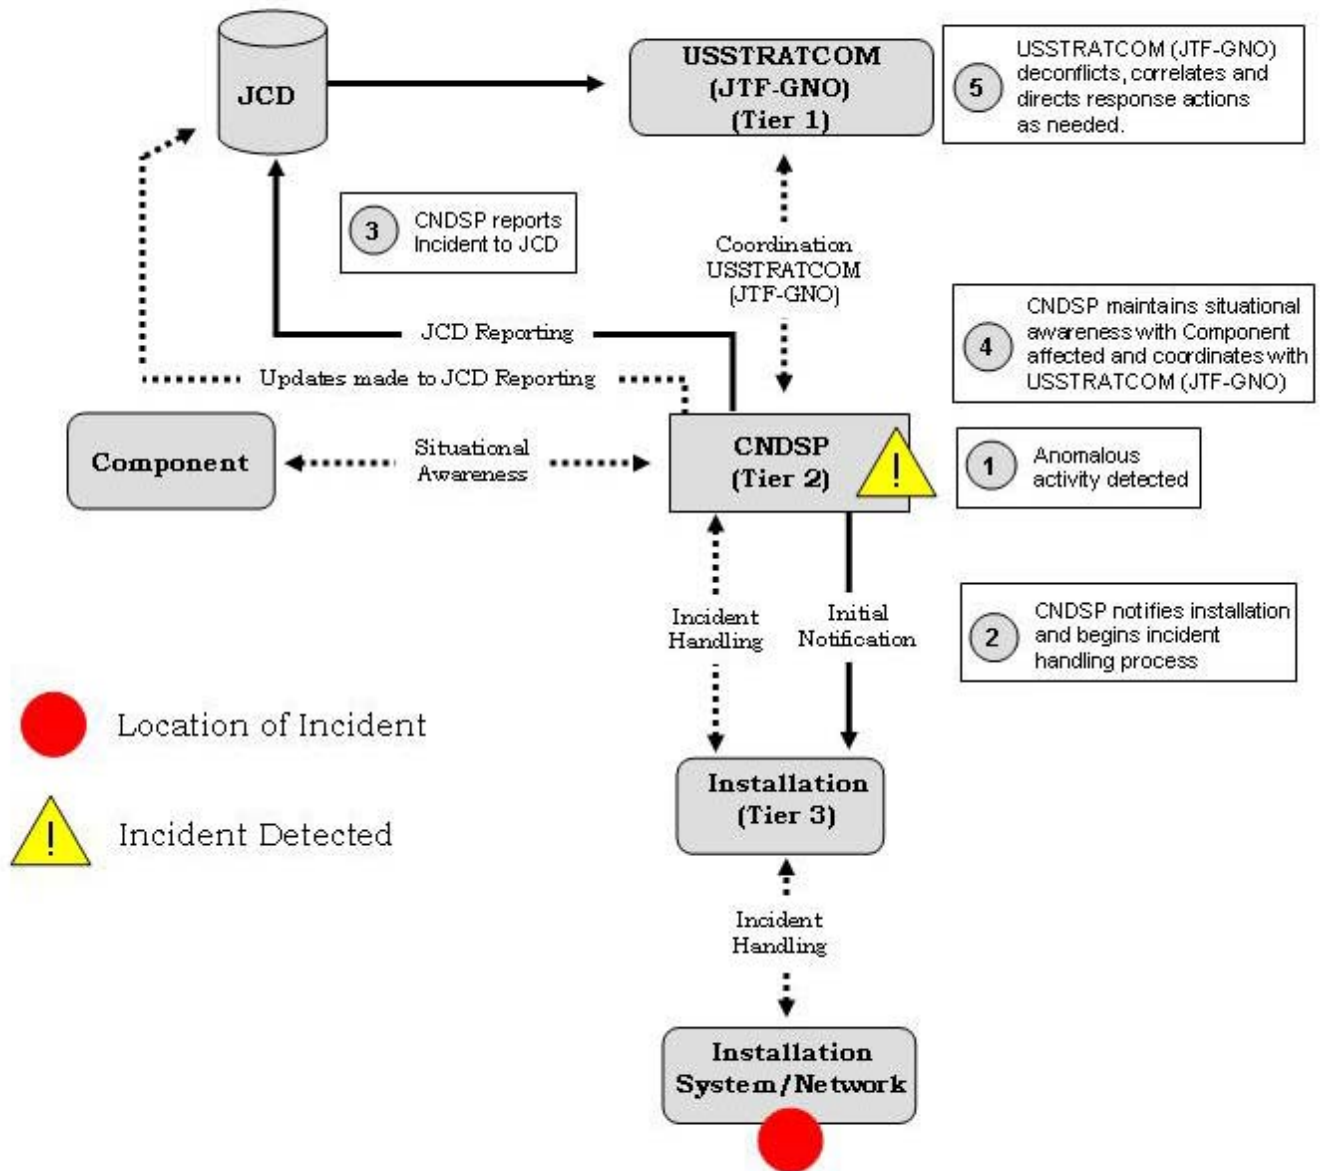 JCD
USSTRATCOM
(JTF-GNO)
(Tier 1)
5
USSTRATCOM (JTF-GNO)
deconflicts, correlates and
directs response actions
as needed.
3
CNDSP reports
Incident to JCD
Coordination
USSTRATCOM
(JTF-GNO)
4
CNDSP maintains situational
awareness with Component
affected and coordinates with
USSTRATCOM (JTF-GNO)
JCD Reporting
Updates made to JCD Reporting
Component
Situational
Awareness
CNDSP
(Tier 2)
!
1
Anomalous
activity detected
Incident
Handling
Initial
Notification
2
CNDSP notifies installation
and begins incident
handling process
Location of Incident
!
Incident Detected
Installation
(Tier 3)
Incident
Handling
Installation
System/Network